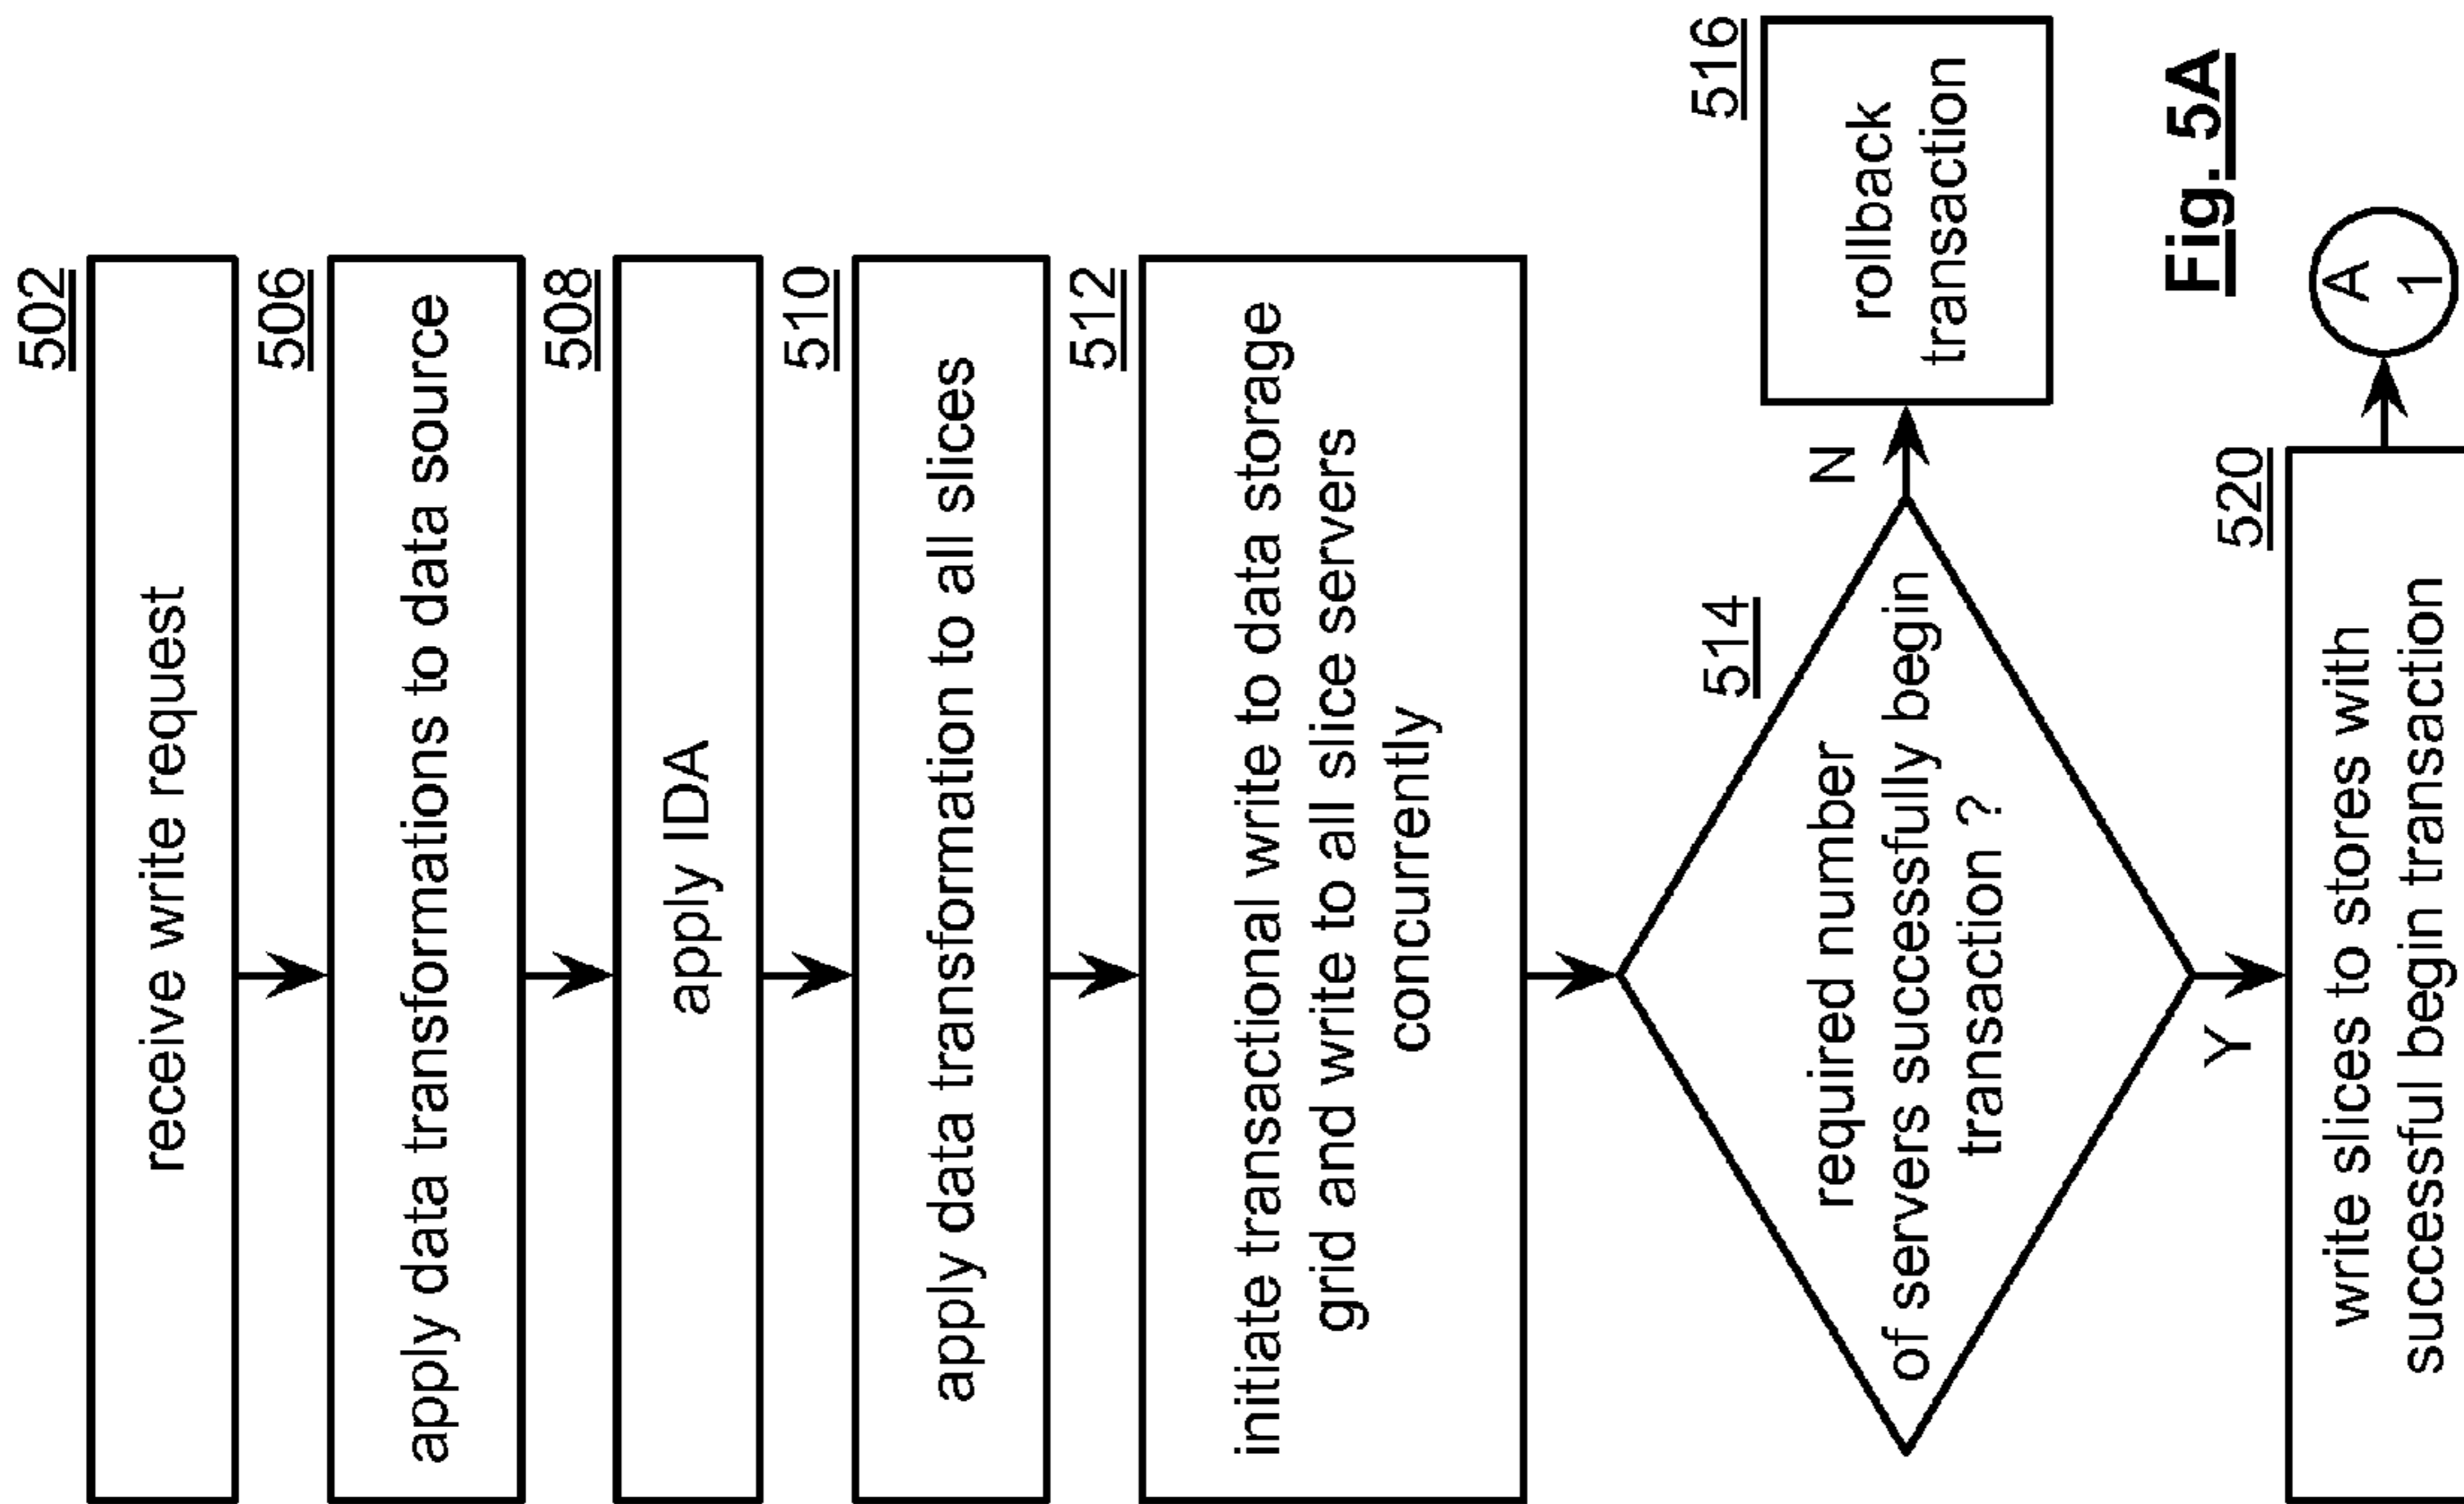 502
receive write request
506
apply data transformations to data source
508
apply IDA
510
apply data transformation to all slices
512
initiate transactional write to data storage
grid and write to all slice servers
concurrently
514
required number
of servers successfully begin
transaction ?
N
516
rollback
transaction
Y
520
write slices to stores with
successful begin transaction
A
1
Fig. 5A